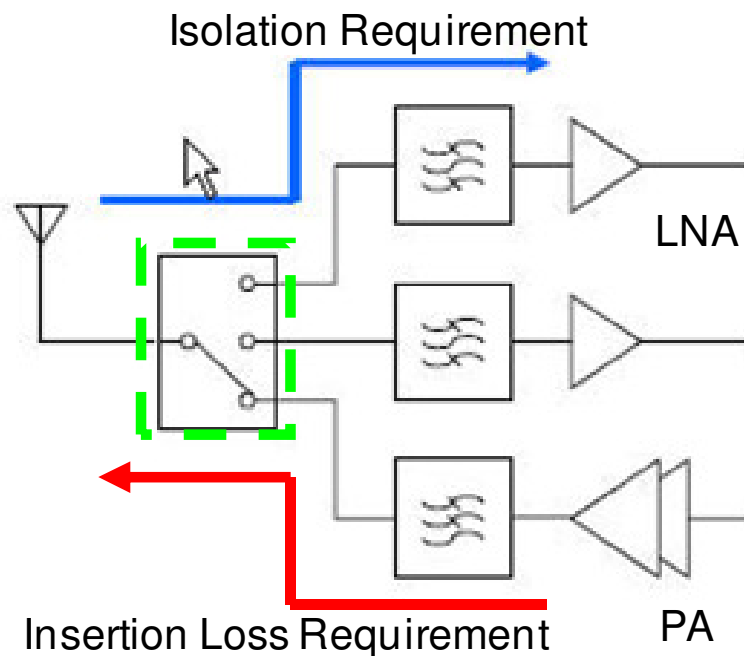 Isolation Requirement
LNA
Insertion Loss Requirement
PA